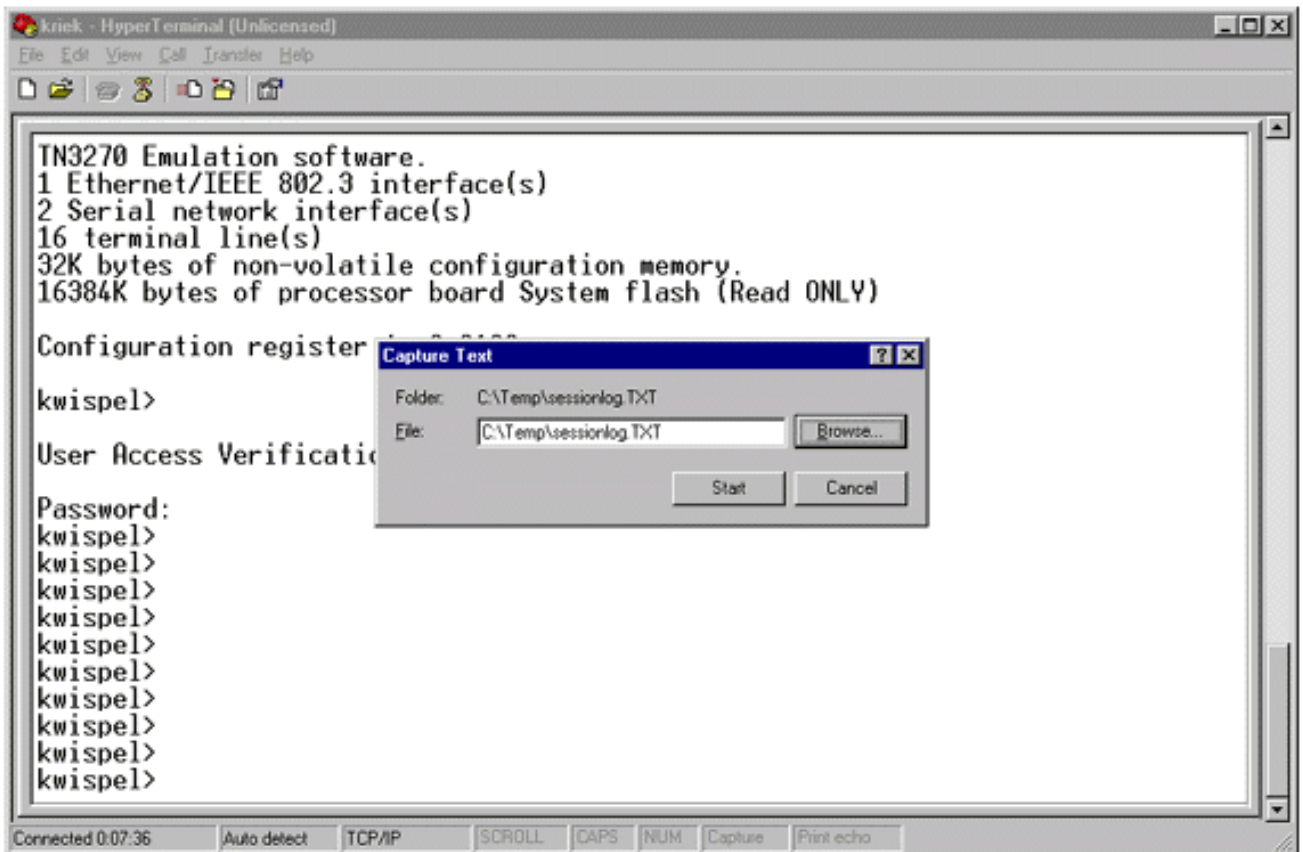 kriek - HyperTerminal (Unlicensed)
File Edit View Call Transfer Help
TN3270 Emulation software.
1 Ethernet/IEEE 802.3 interface(s)
2 Serial network interface(s)
16 terminal line(s)
32K bytes of non-volatile configuration memory.
16384K bytes of processor board System flash (Read ONLY)
Configuration register
kwispel>
User Access Verificatio
Password:
kwispel>
kwispel>
kwispel>
kwispel>
kwispel>
kwispel>
kwispel>
kwispel>
kwispel>
kwispel>
Capture Text
Folder: C:\Temp\sessionlog.TXT
File: C:\Temp\sessionlog.TXT Browse...
Start Cancel
Connected 0:07:36 Auto detect TCP/IP SCROLL CAPS NUM Capture Print echo